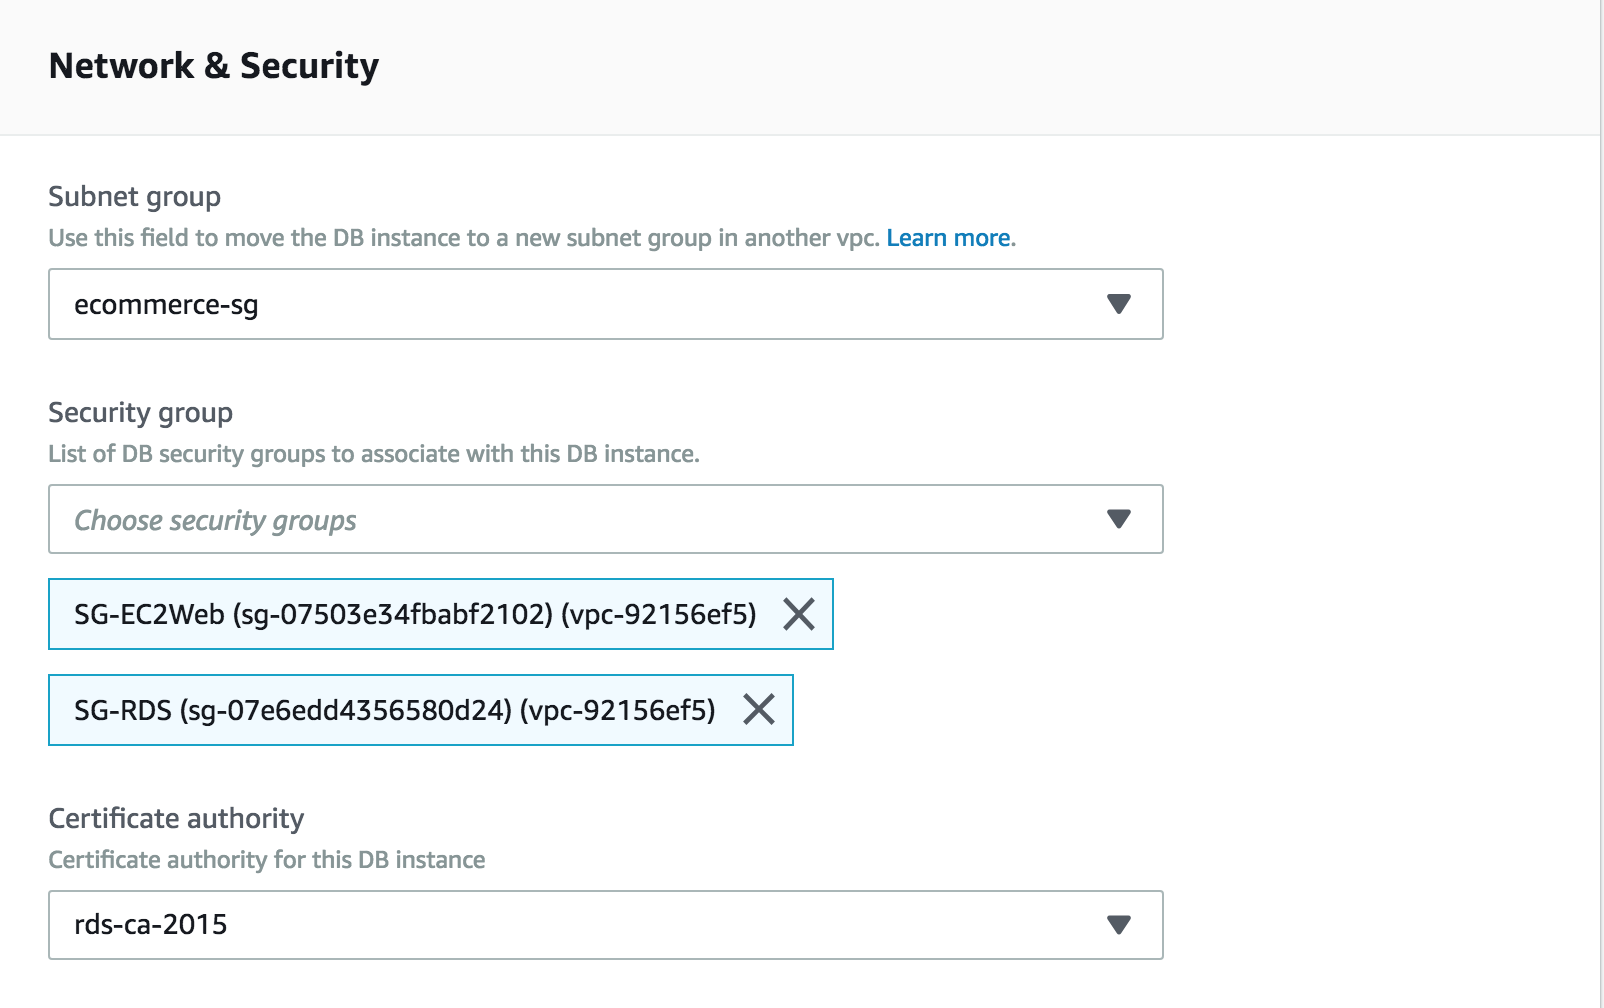 Network & Security
Subnet group
Use this field to move the DB instance to a new subnet group in another vpc. Learn more.
ecommerce-sg
Security group
List of DB security groups to associate with this DB instance.
Choose security groups
SG-EC2Web (sg-07503e34fbabf2102) (vpc-92156ef5)
SG-RDS (sg-07e6edd4356580d24) (vpc-92156ef5)
Certificate authority
Certificate authority for this DB instance
rds-ca-2015